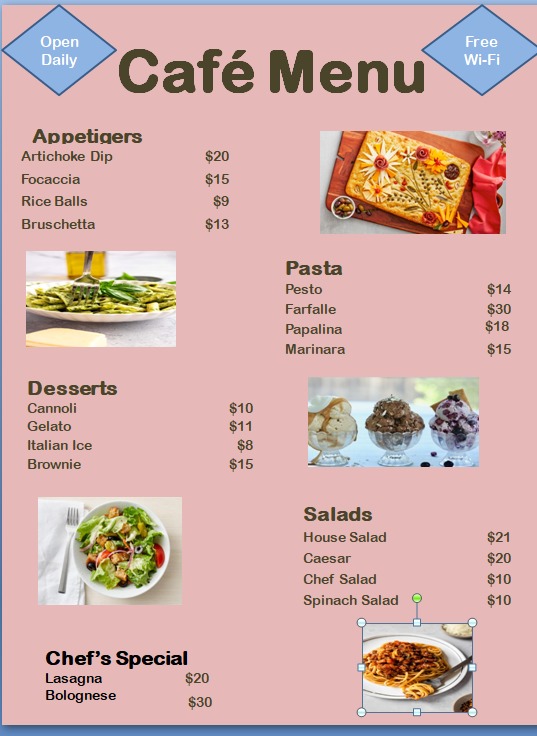 Open
Daily
Café Menu
Free
Wi-Fi
Appetigers
Artichoke Dip $20
Focaccia $15
Rice Balls $9
Bruschetta $13
Pasta
Pesto $14
Farfalle $30
Papalina $18
Marinara $15
Desserts
Cannoli $10
Gelato $11
Italian Ice $8
Brownie $15
Salads
House Salad $21
Caesar $20
Chef Salad $10
Spinach Salad $10
Chef's Special
Lasagna $20
Bolognese $30